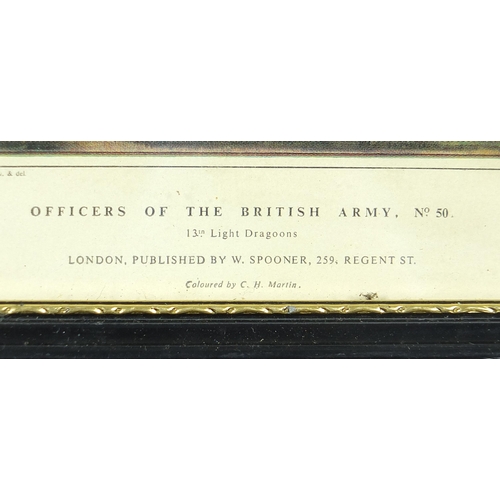 . & del
OFFICERS OF THE BRITISH ARMY, Nº 50.
13th Light Dragoons
LONDON, PUBLISHED BY W. SPOONER, 259, REGENT ST.
Coloured by C. H. Martin.